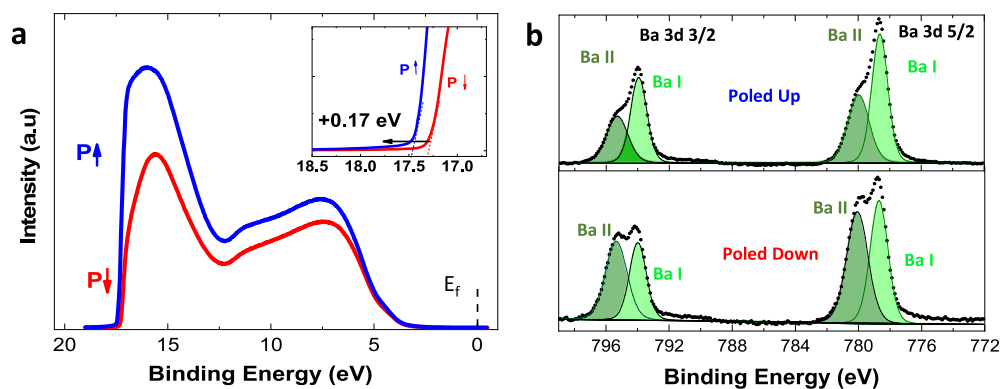 a
Intensity (a.u)
P↑
P↓
20 15 10 5 0
Binding Energy (eV)
E_f
P↑
P↓
+0.17 eV
18.5 18.0 17.5 17.0
b
Ba 3d 3/2
Ba 3d 5/2
Ba II
Ba I
Ba II
Ba I
Poled Up
Ba II
Ba I
Ba II
Ba I
Poled Down
796 792 788 784 780 776 772
Binding Energy (eV)